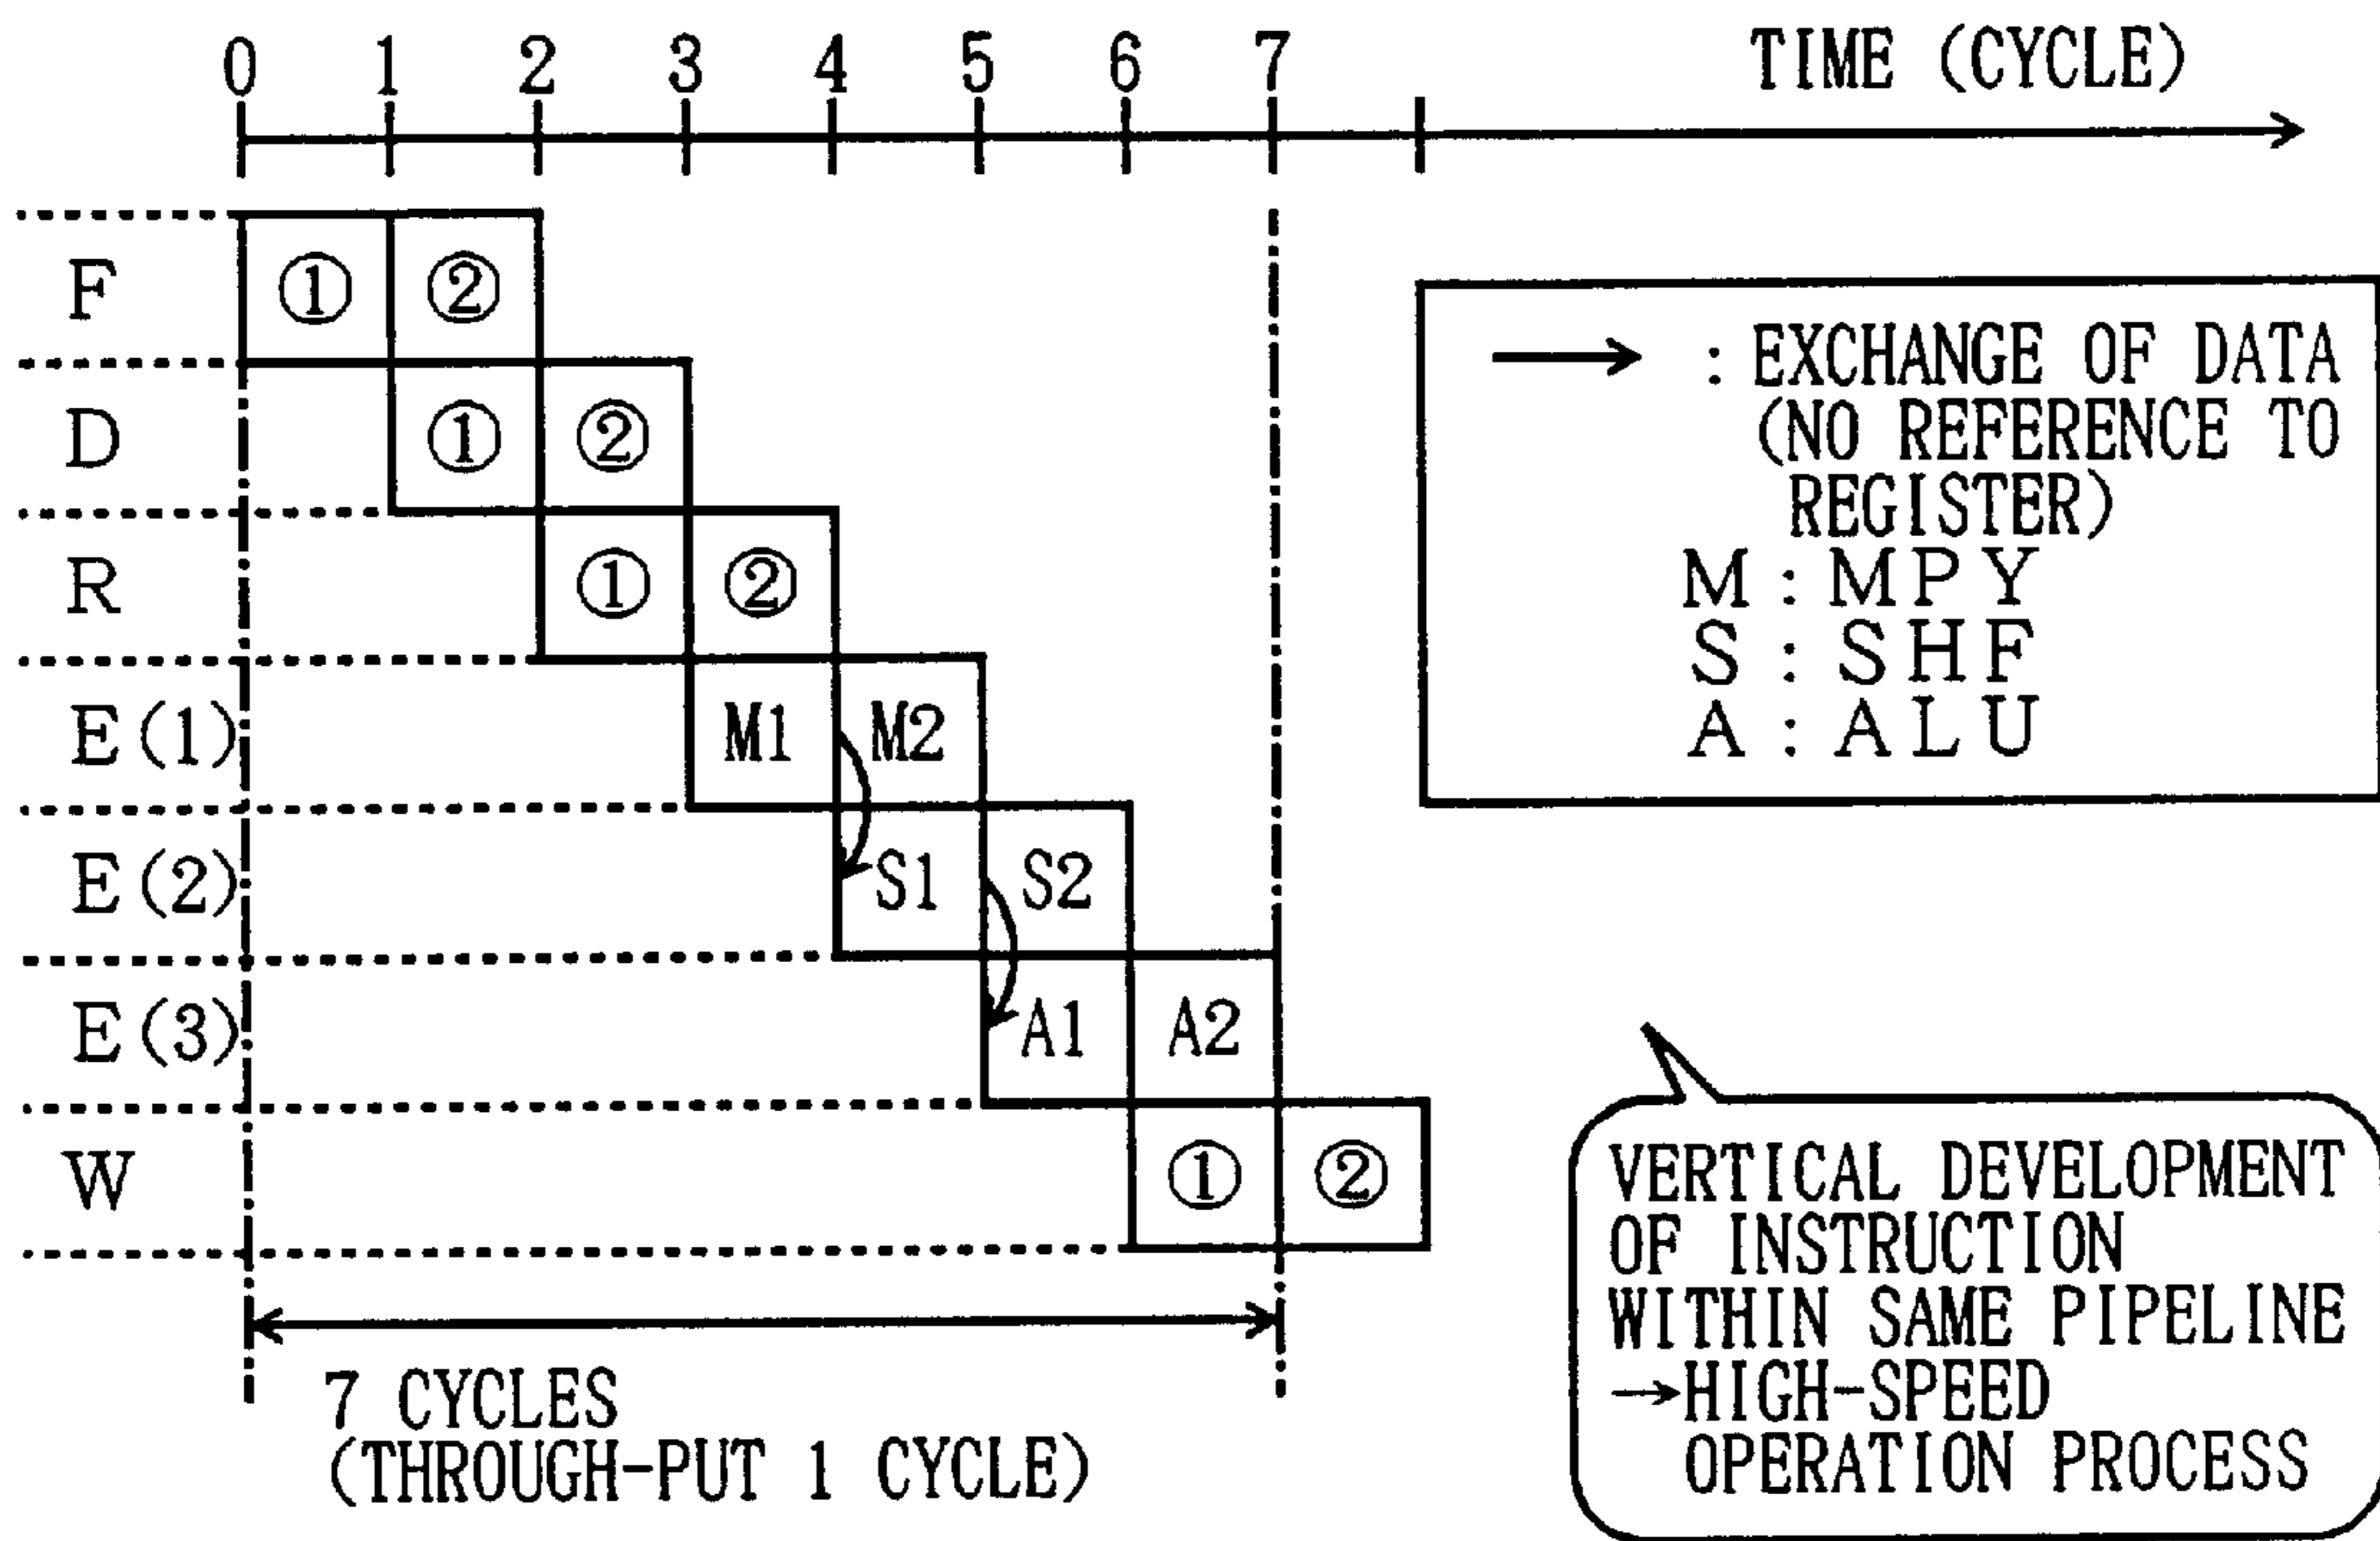 0 1 2 3 4 5 6 7 TIME (CYCLE)
F ① ②
D ① ②
R ① ②
E(1) M1 M2
E(2) S1 S2
E(3) A1 A2
W ① ②
7 CYCLES
(THROUGH-PUT 1 CYCLE)
→ : EXCHANGE OF DATA
(NO REFERENCE TO
REGISTER)
M : MPY
S : SHF
A : ALU
VERTICAL DEVELOPMENT
OF INSTRUCTION
WITHIN SAME PIPELINE
→HIGH-SPEED
OPERATION PROCESS